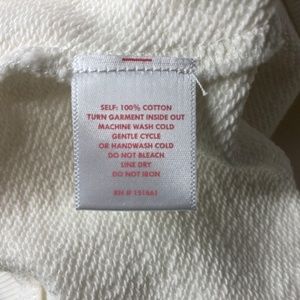 SELF: 100% COTTON
TURN GARMENT INSIDE OUT
MACHINE WASH COLD
GENTLE CYCLE
OR HANDWASH COLD
DO NOT BLEACH
LINE DRY
DO NOT IRON
RN #